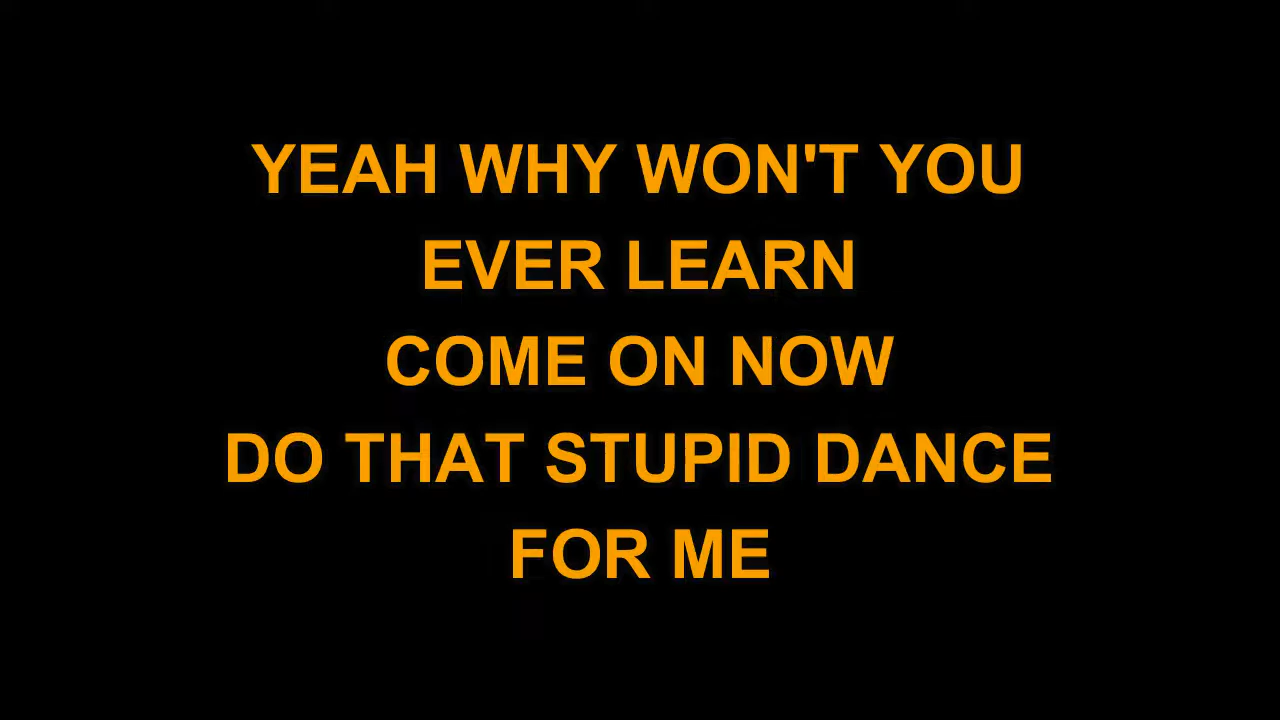 YEAH WHY WON'T YOU
EVER LEARN
COME ON NOW
DO THAT STUPID DANCE
FOR ME